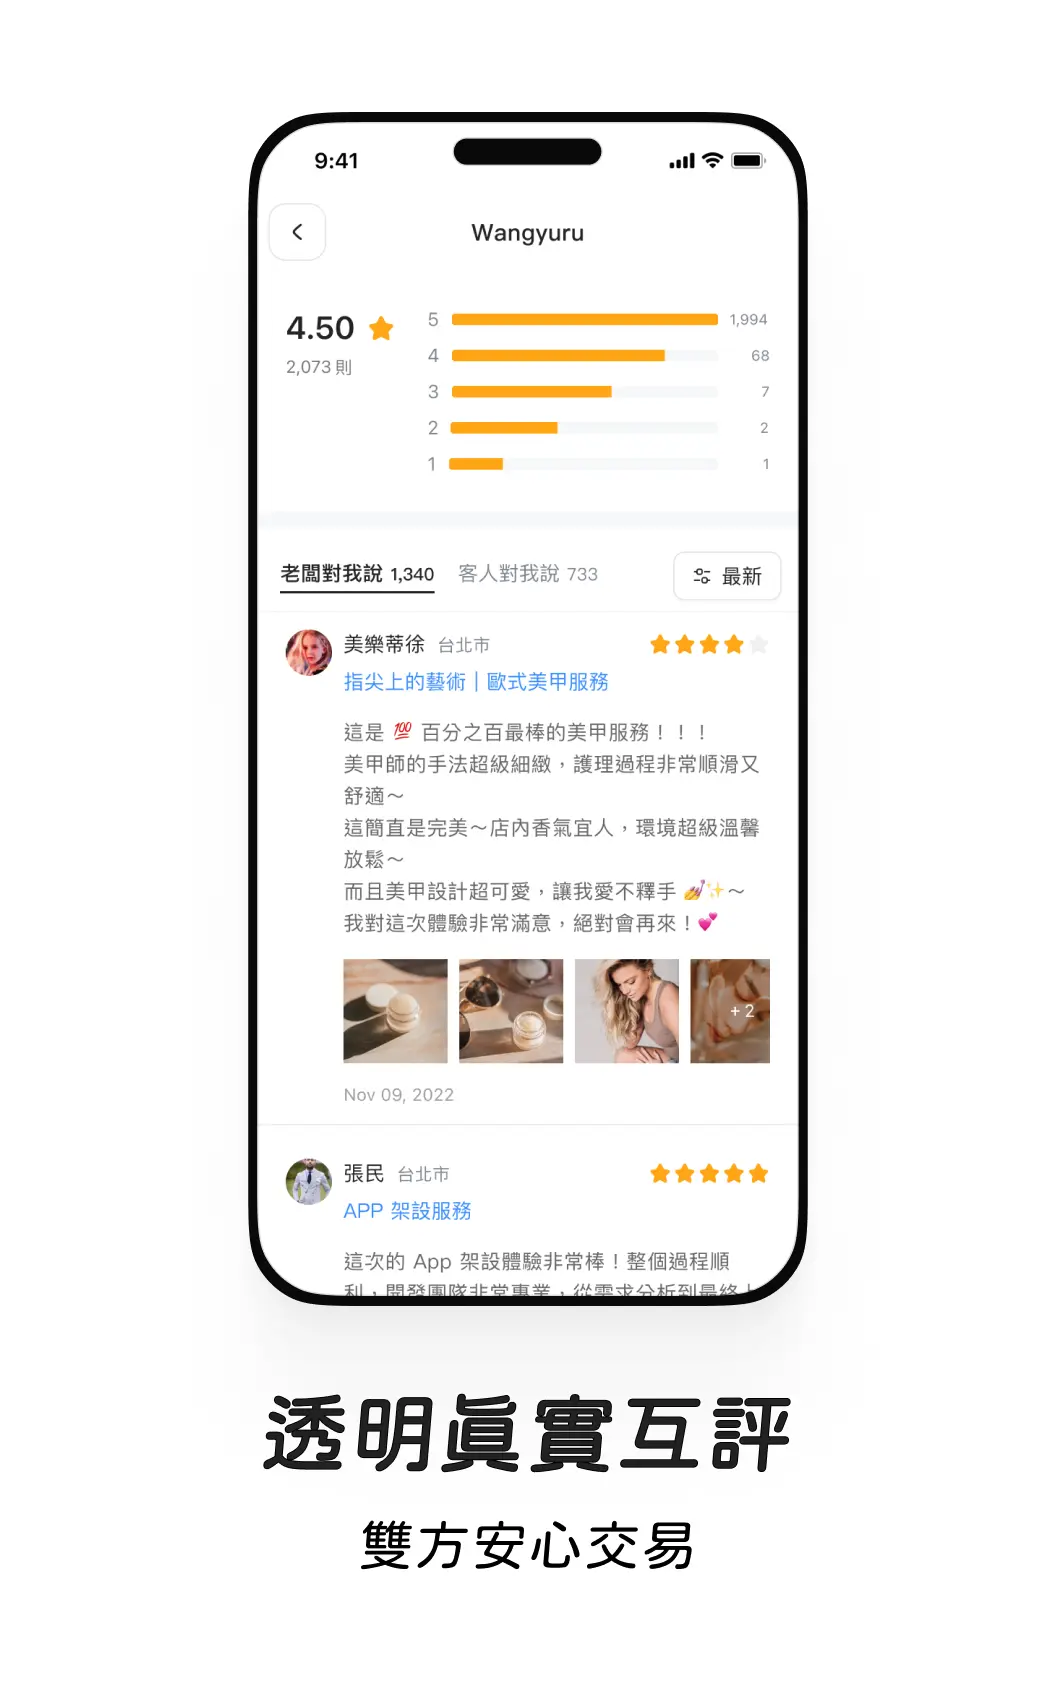 9:41
Wangyuru
4.50
2,073 則
5 1,994
4 68
3 7
2 2
1 1
老闆對我說 1,340 客人對我說 733 最新
美樂蒂徐 台北市
指尖上的藝術｜歐式美甲服務
這是 💯 百分之百最棒的美甲服務！！！
美甲師的手法超級細緻，護理過程非常順滑又
舒適～
這簡直是完美～店內香氣宜人，環境超級溫馨
放鬆～
而且美甲設計超可愛，讓我愛不釋手 💅✨～
我對這次體驗非常滿意，絕對會再來！💕
+ 2
Nov 09, 2022
張民 台北市
APP 架設服務
這次的 App 架設體驗非常棒！整個過程順
利，開發團隊非常專業，從需求分析到最終上
透明真實互評
雙方安心交易